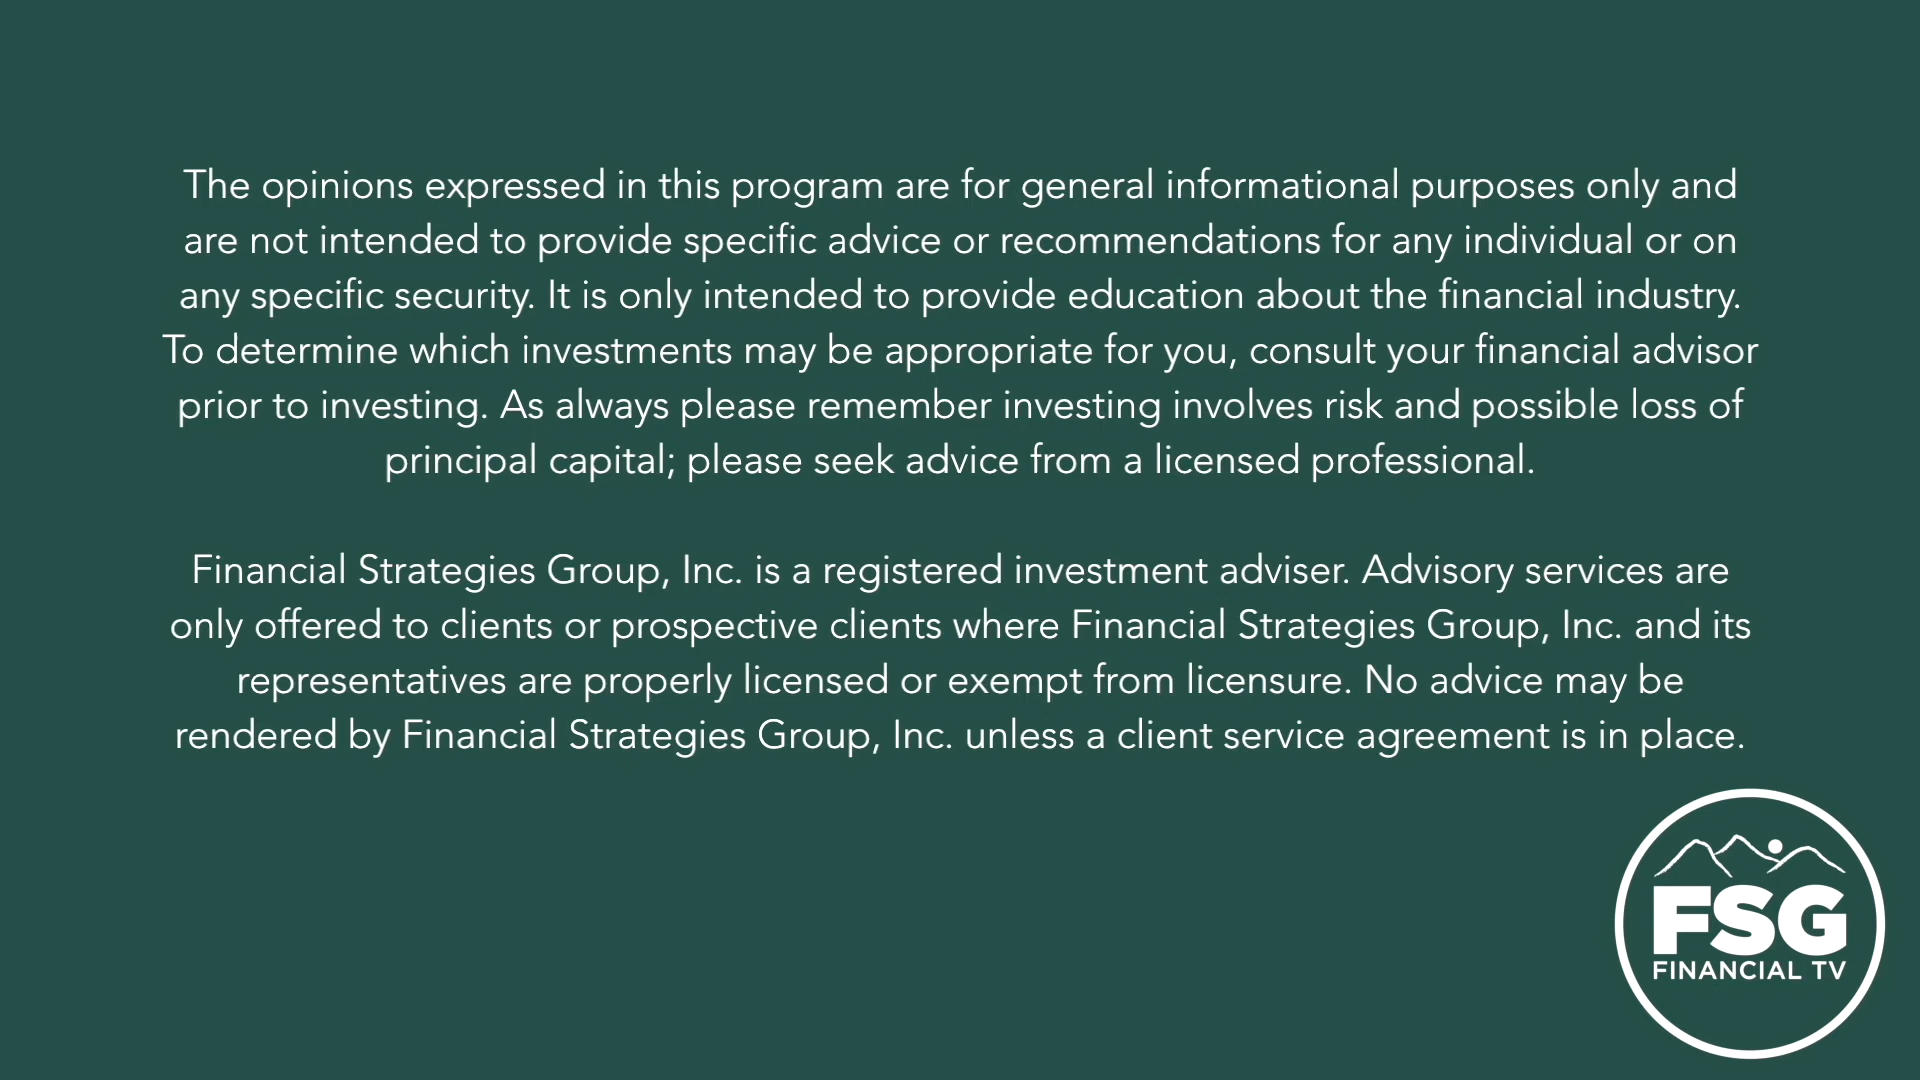 The opinions expressed in this program are for general informational purposes only and
are not intended to provide specific advice or recommendations for any individual or on
any specific security. It is only intended to provide education about the financial industry.
To determine which investments may be appropriate for you, consult your financial advisor
prior to investing. As always please remember investing involves risk and possible loss of
principal capital; please seek advice from a licensed professional.
Financial Strategies Group, Inc. is a registered investment adviser. Advisory services are
only offered to clients or prospective clients where Financial Strategies Group, Inc. and its
representatives are properly licensed or exempt from licensure. No advice may be
rendered by Financial Strategies Group, Inc. unless a client service agreement is in place.
FSG
FINANCIAL TV